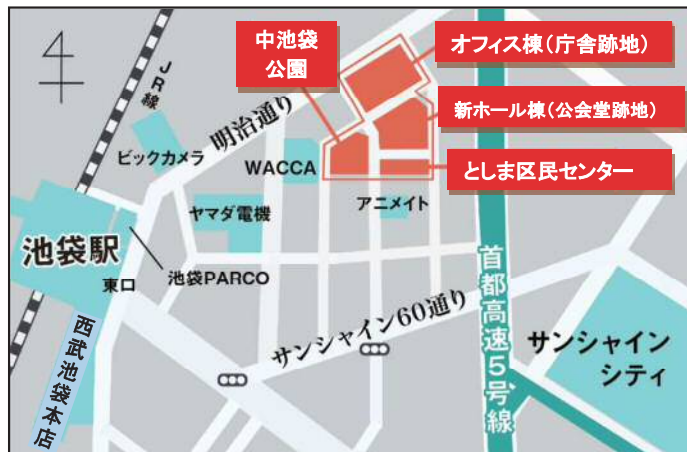 中池袋
公園
オフィス棟(庁舎跡地)
新ホール棟(公会堂跡地)
としま区民センター
JR線
明治通り
ビックカメラ
WACCA
ヤマダ電機
アニメイト
池袋駅
東口
池袋PARCO
西武池袋本店
サンシャイン60通り
首都高速5号線
サンシャイン
シティ